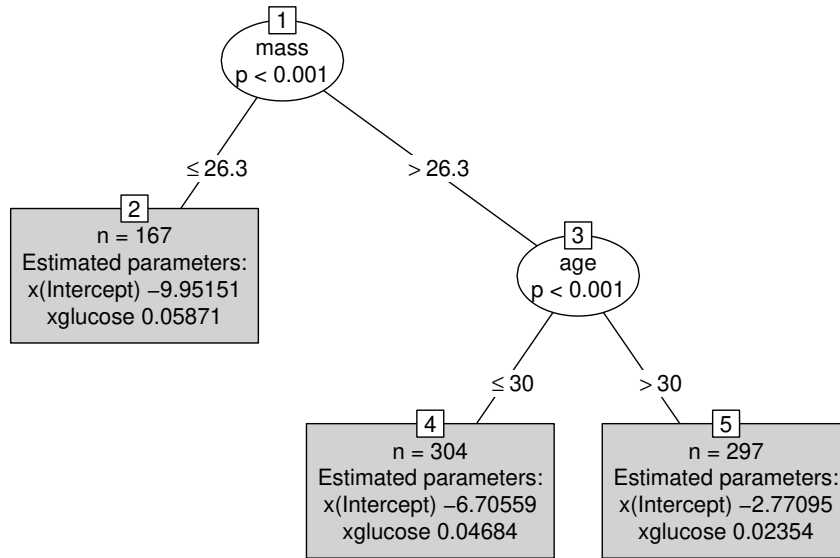 1
mass
p < 0.001
≤ 26.3
> 26.3
2
n = 167
Estimated parameters:
x(Intercept) −9.95151
xglucose 0.05871
3
age
p < 0.001
≤ 30
> 30
4
n = 304
Estimated parameters:
x(Intercept) −6.70559
xglucose 0.04684
5
n = 297
Estimated parameters:
x(Intercept) −2.77095
xglucose 0.02354